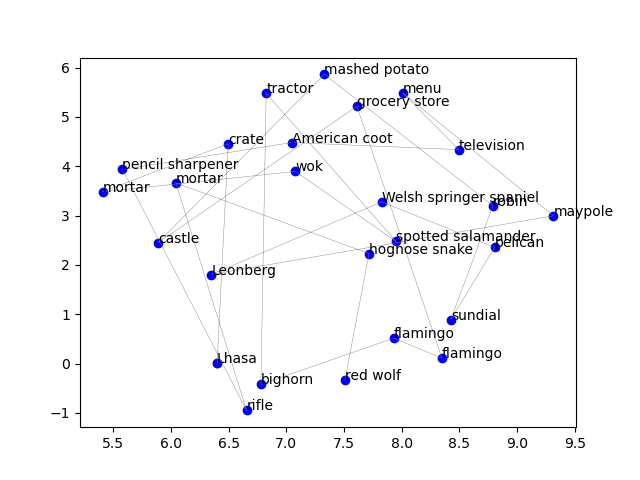 6
5
4
3
2
1
0
−1
mashed potato
tractor
menu
grocery store
crate
American coot
television
pencil sharpener
wok
mortar
mortar
Welsh springer spaniel
robin
maypole
castle
spotted salamander
pelican
hognose snake
Leonberg
sundial
flamingo
flamingo
Lhasa
bighorn
red wolf
rifle
5.5 6.0 6.5 7.0 7.5 8.0 8.5 9.0 9.5